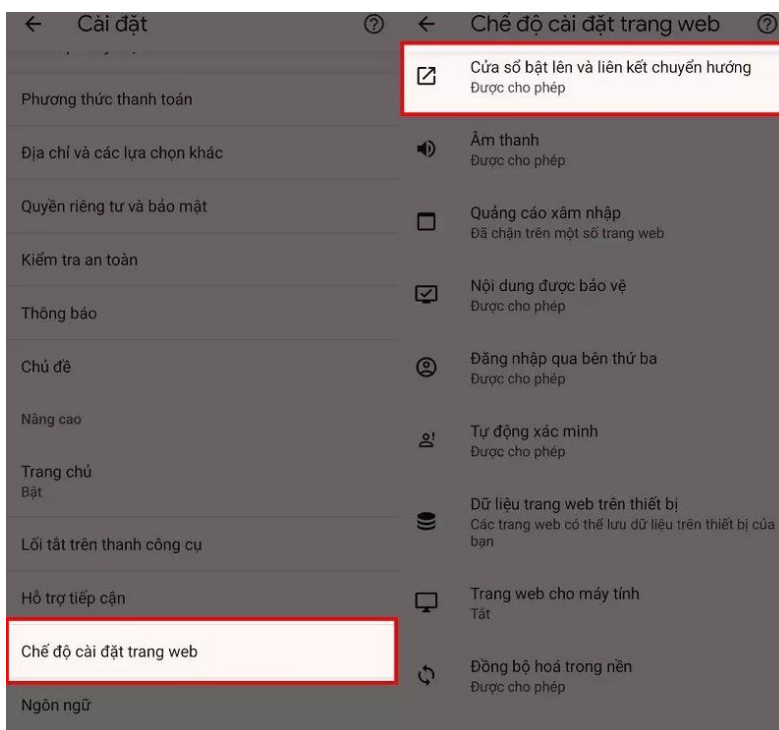 Cài đặt
Phương thức thanh toán
Địa chỉ và các lựa chọn khác
Quyền riêng tư và bảo mật
Kiểm tra an toàn
Thông báo
Chủ đề
Nâng cao
Trang chủ
Bật
Lối tắt trên thanh công cụ
Hỗ trợ tiếp cận
Chế độ cài đặt trang web
Ngôn ngữ
Chế độ cài đặt trang web
Cửa sổ bật lên và liên kết chuyển hướng
Được cho phép
Âm thanh
Được cho phép
Quảng cáo xâm nhập
Đã chặn trên một số trang web
Nội dung được bảo vệ
Được cho phép
Đăng nhập qua bên thứ ba
Được cho phép
Tự động xác minh
Được cho phép
Dữ liệu trang web trên thiết bị
Các trang web có thể lưu dữ liệu trên thiết bị của
bạn
Trang web cho máy tính
Tắt
Đồng bộ hoá trong nền
Được cho phép